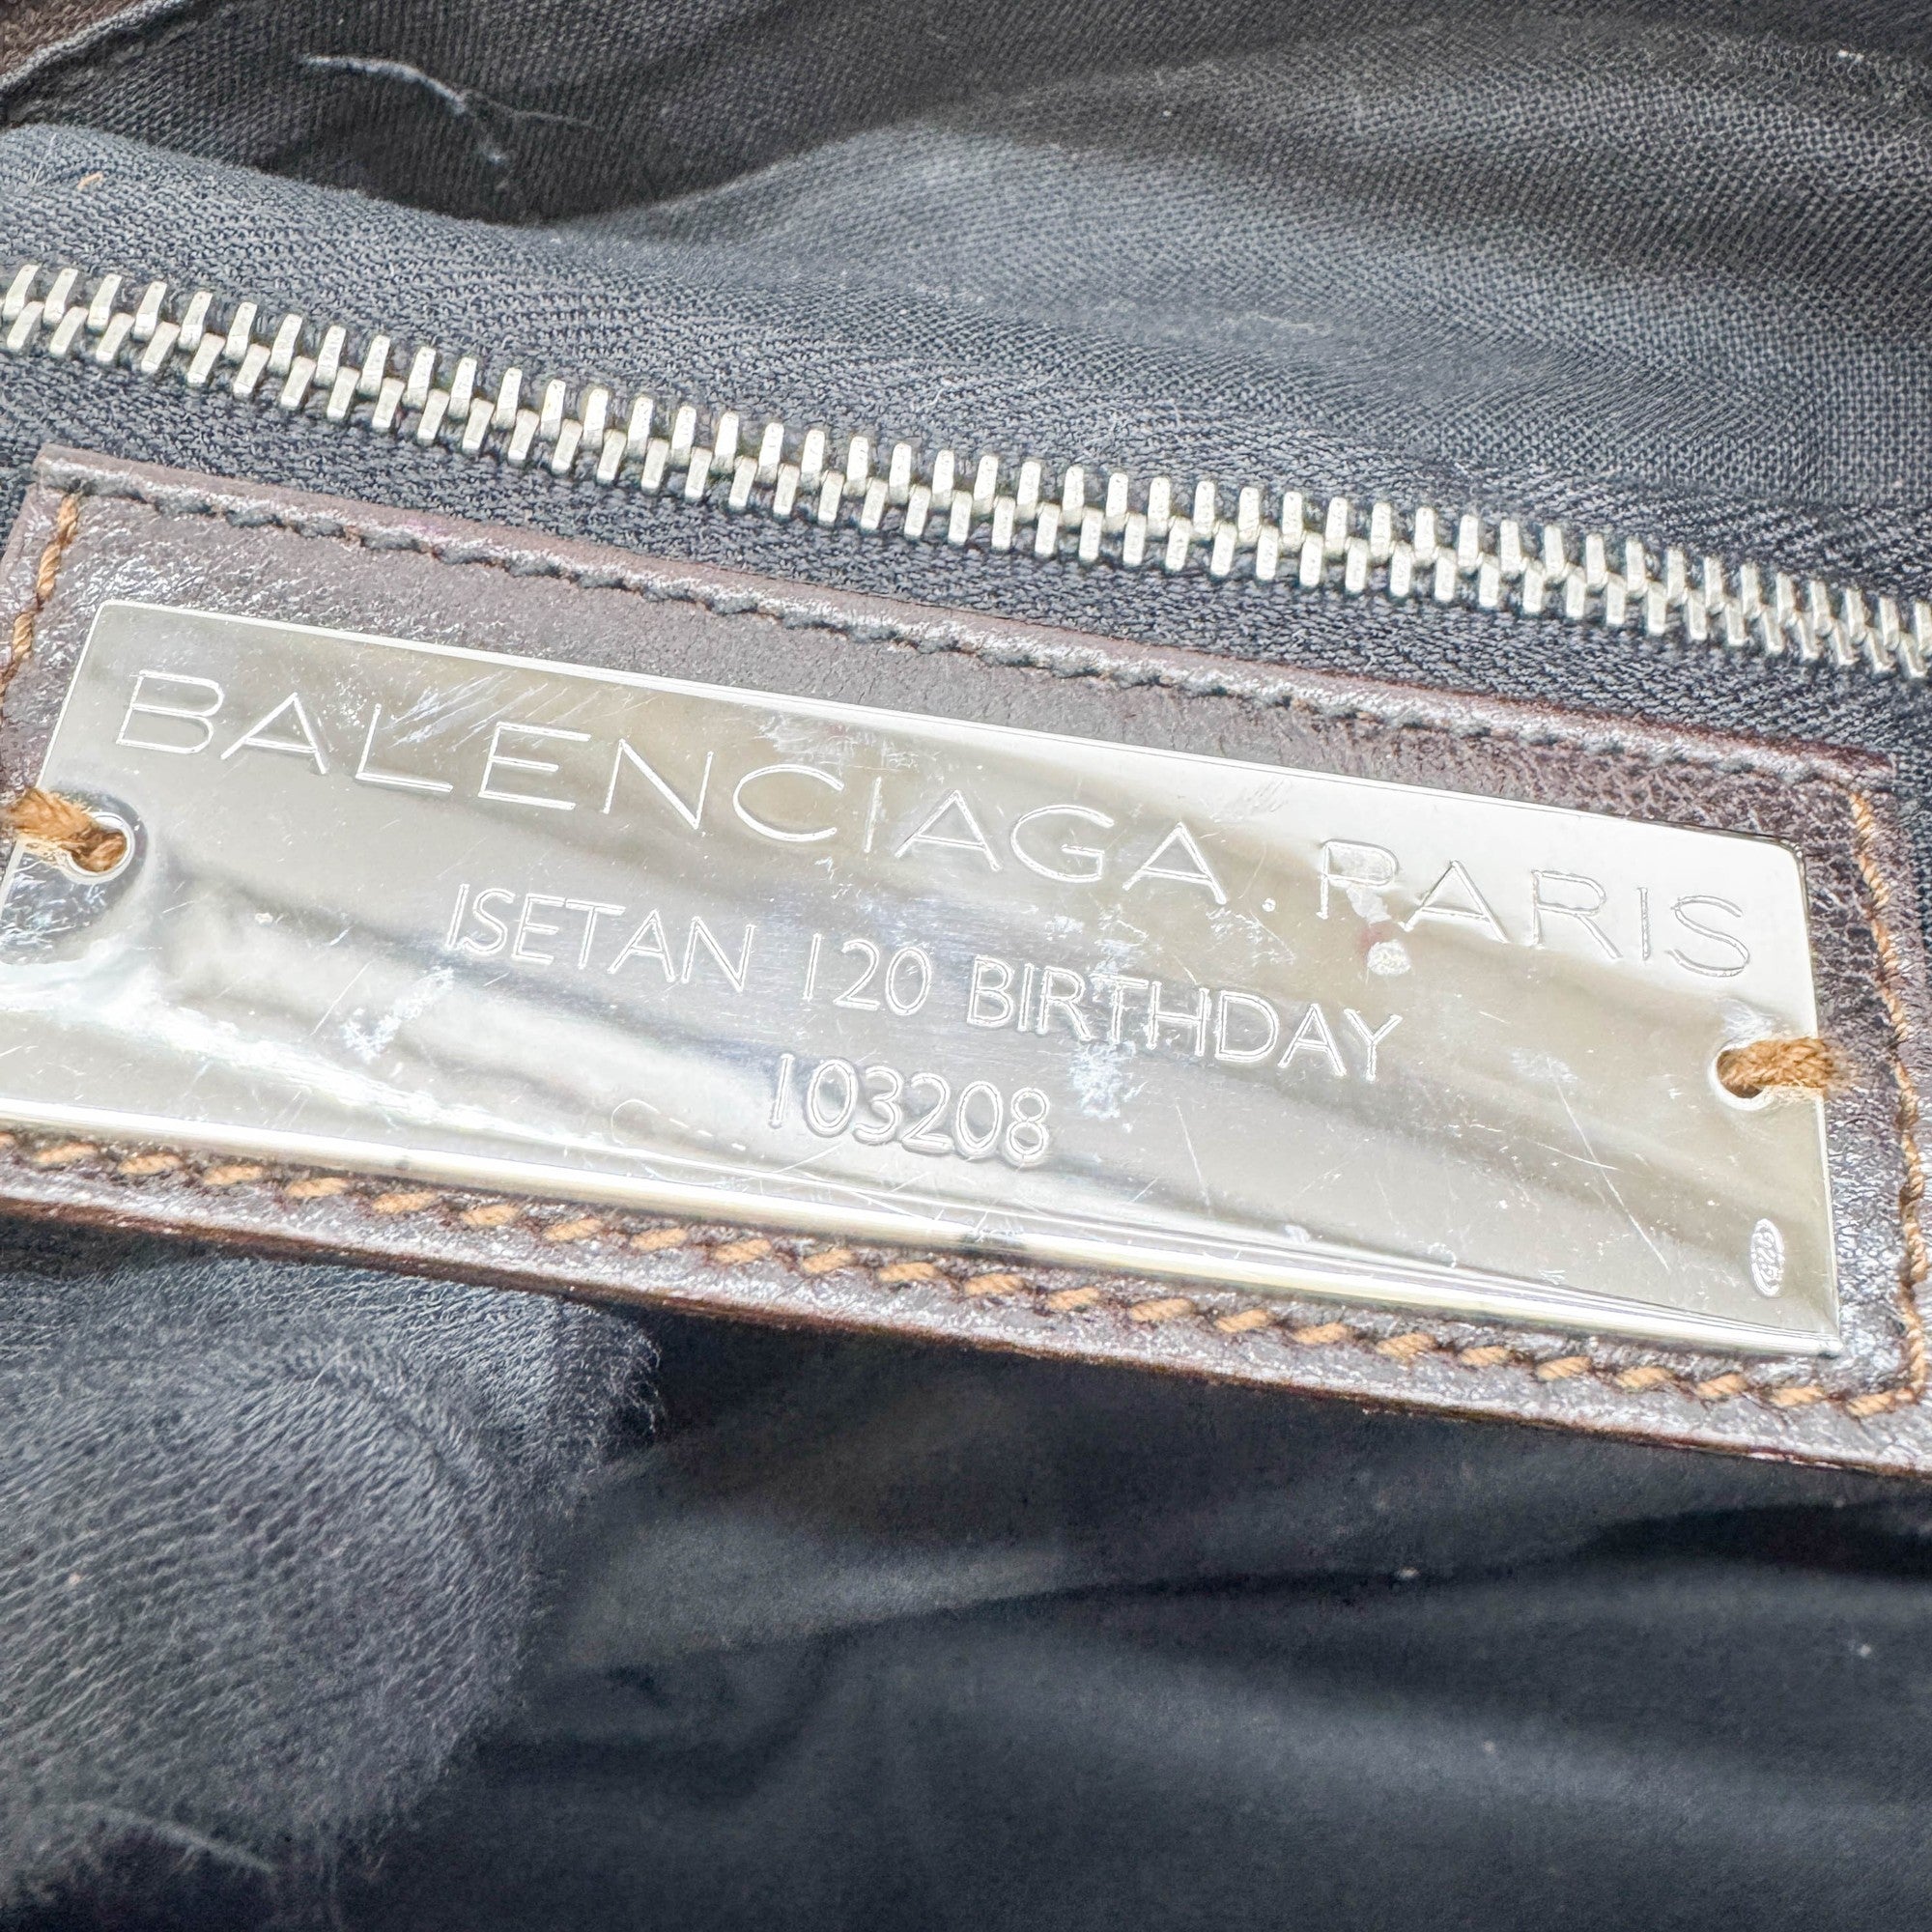 BALENCIAGA.PARIS
ISETAN 120 BIRTHDAY
103208